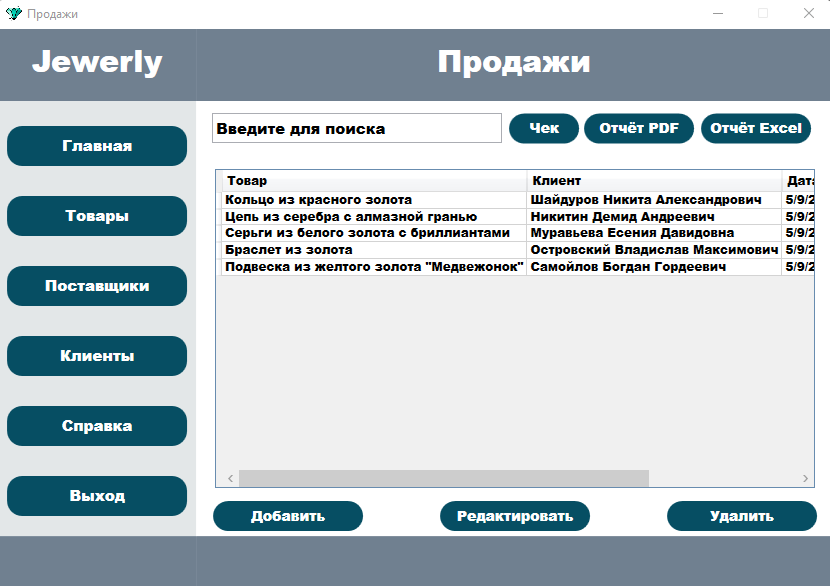 Продажи
Jewerly
Продажи
Главная
Товары
Поставщики
Клиенты
Справка
Выход
Введите для поиска
Чек
Отчёт PDF
Отчёт Excel
Товар Клиент Дата
Кольцо из красного золота Шайдуров Никита Александрович 5/9/2
Цепь из серебра с алмазной гранью Никитин Демид Андреевич 5/9/2
Серьги из белого золота с бриллиантами Муравьева Есения Давидовна 5/9/2
Браслет из золота Островский Владислав Максимович 5/9/2
Подвеска из желтого золота "Медвежонок" Самойлов Богдан Гордеевич 5/9/2
Добавить
Редактировать
Удалить